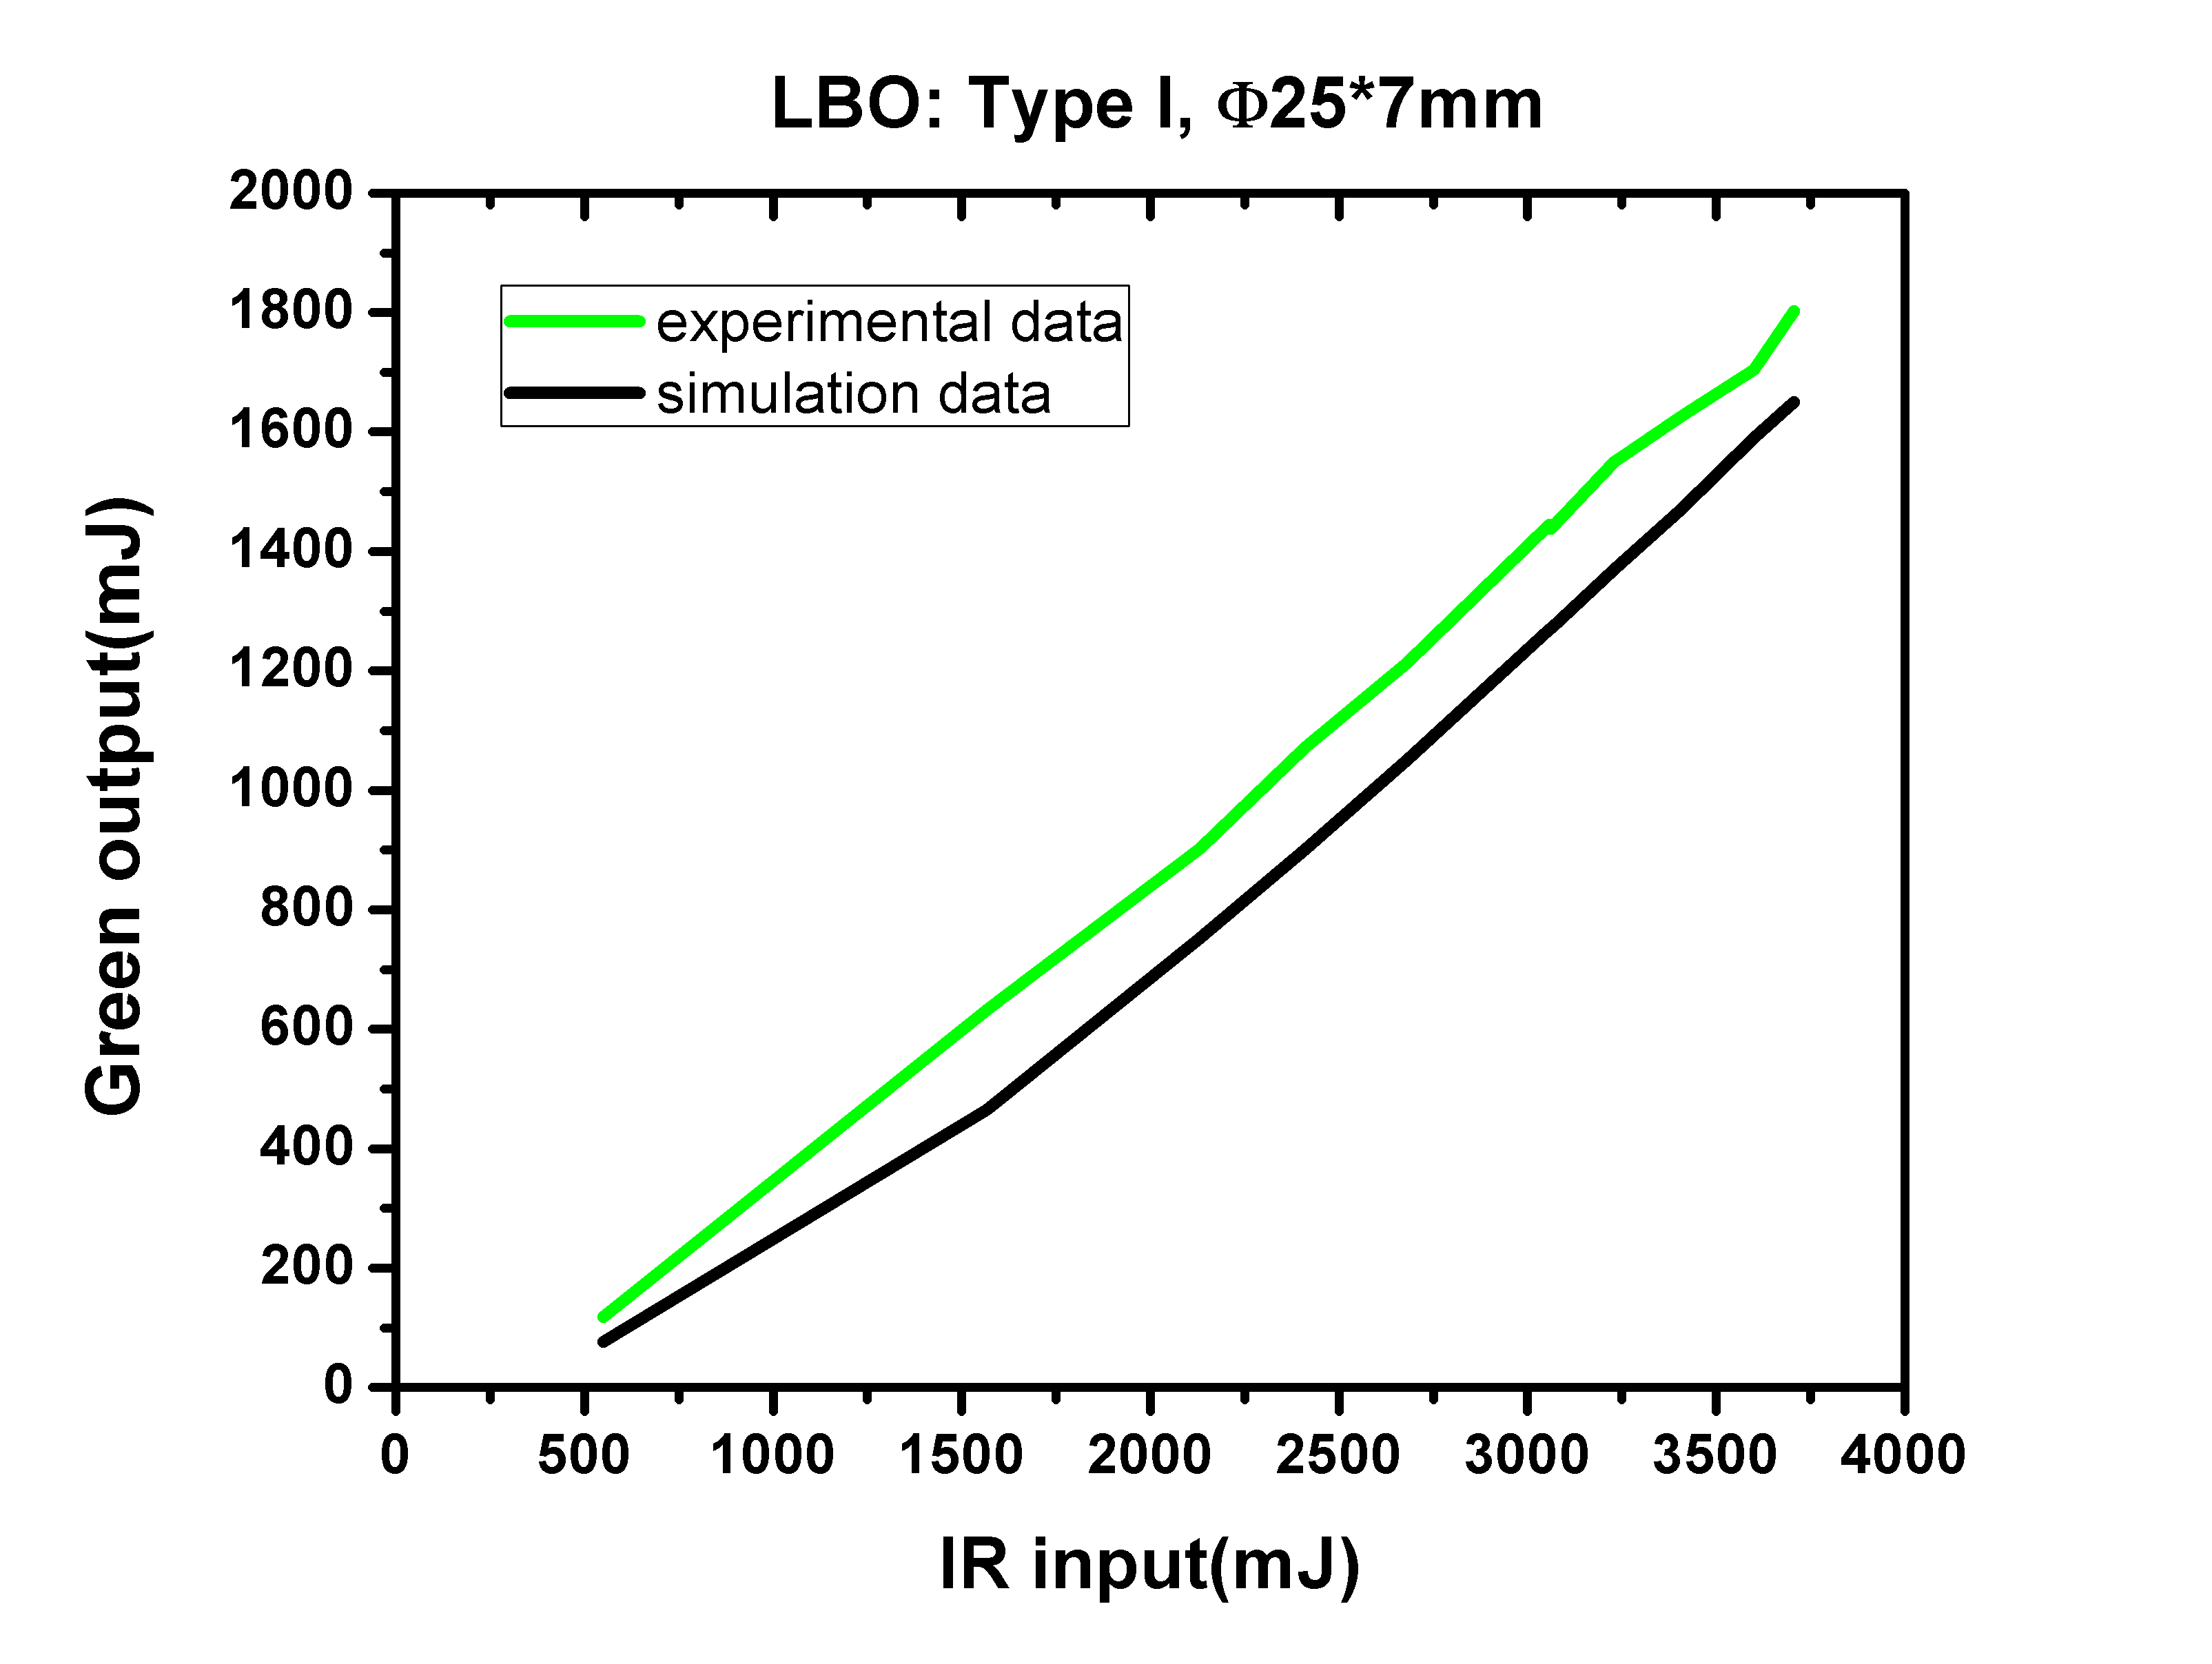 LBO: Type I, Φ25*7mm
2000
1800
1600
1400
1200
1000
800
600
400
200
0
experimental data
simulation data
Green output(mJ)
0 500 1000 1500 2000 2500 3000 3500 4000
IR input(mJ)